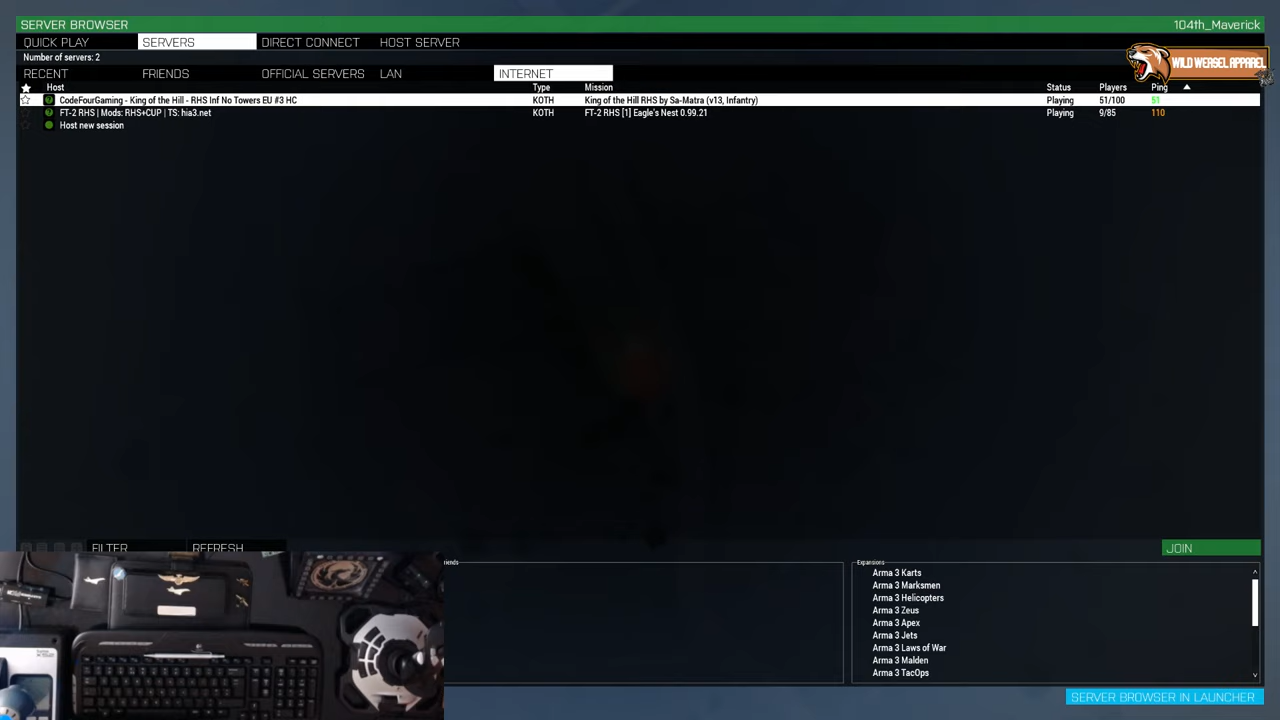 SERVER BROWSER 104th_Maverick
QUICK PLAY SERVERS DIRECT CONNECT HOST SERVER
Number of servers: 2
WILD WEASEL APPAREL
RECENT FRIENDS OFFICIAL SERVERS LAN INTERNET
Host Type Mission Status Players Ping
CodeFourGaming - King of the Hill - RHS Inf No Towers EU #3 HC KOTH King of the Hill RHS by Sa-Matra (v13, Infantry) Playing 51/100 51
FT-2 RHS | Mods: RHS+CUP | TS: hia3.net KOTH FT-2 RHS [1] Eagle's Nest 0.99.21 Playing 9/85 110
Host new session
FILTER REFRESH JOIN
riends Expansions
Arma 3 Karts
Arma 3 Marksmen
Arma 3 Helicopters
Arma 3 Zeus
Arma 3 Apex
Arma 3 Jets
Arma 3 Laws of War
Arma 3 Malden
Arma 3 TacOps
SERVER BROWSER IN LAUNCHER